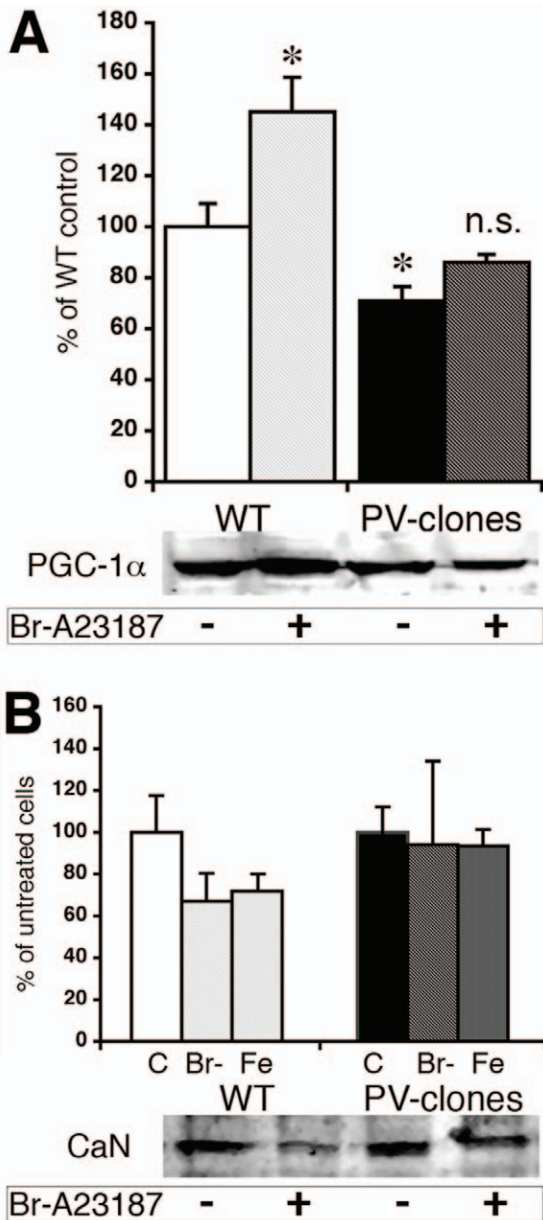 A
180
160
140
120
100
80
60
40
20
0
% of WT control
*
*
n.s.
WT PV-clones
PGC-1α
Br-A23187 - + - +
B
160
140
120
100
80
60
40
20
0
% of untreated cells
C Br- Fe C Br- Fe
WT PV-clones
CaN
Br-A23187 - + - +